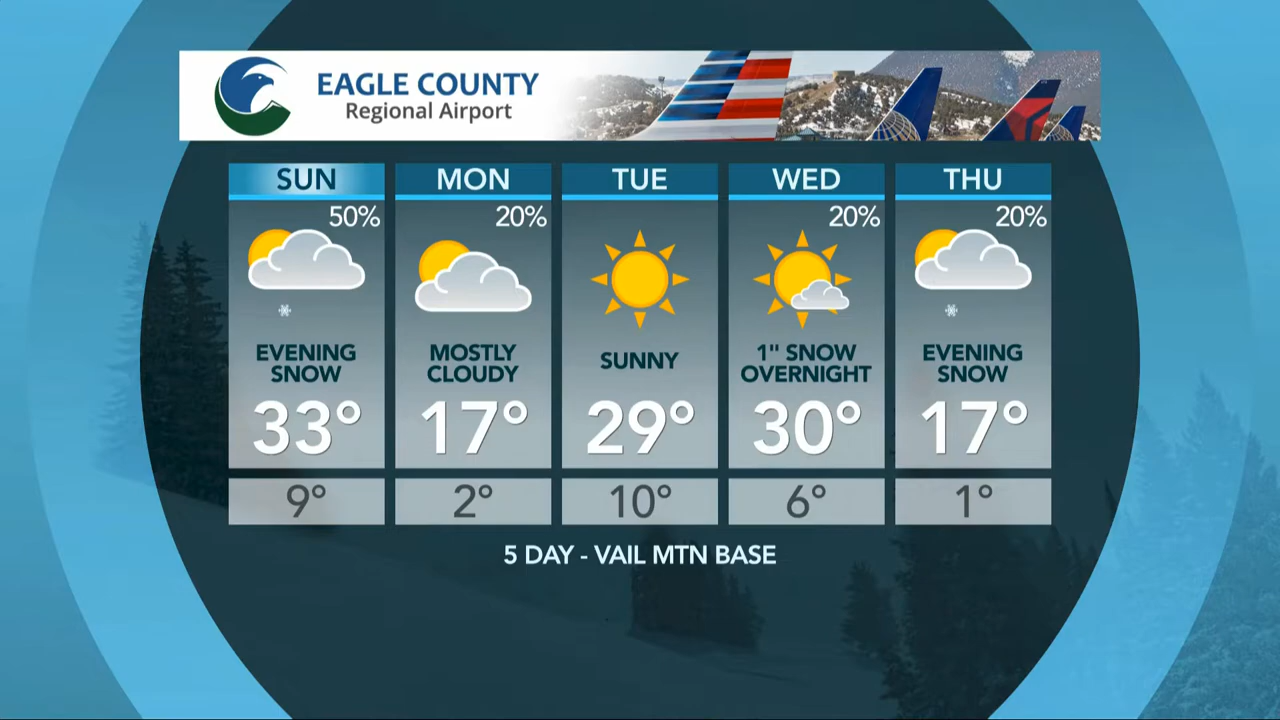 EAGLE COUNTY
Regional Airport
SUN MON TUE WED THU
50% 20% 20% 20%
EVENING SNOW
MOSTLY CLOUDY
SUNNY
1" SNOW OVERNIGHT
EVENING SNOW
33° 17° 29° 30° 17°
9° 2° 10° 6° 1°
5 DAY - VAIL MTN BASE